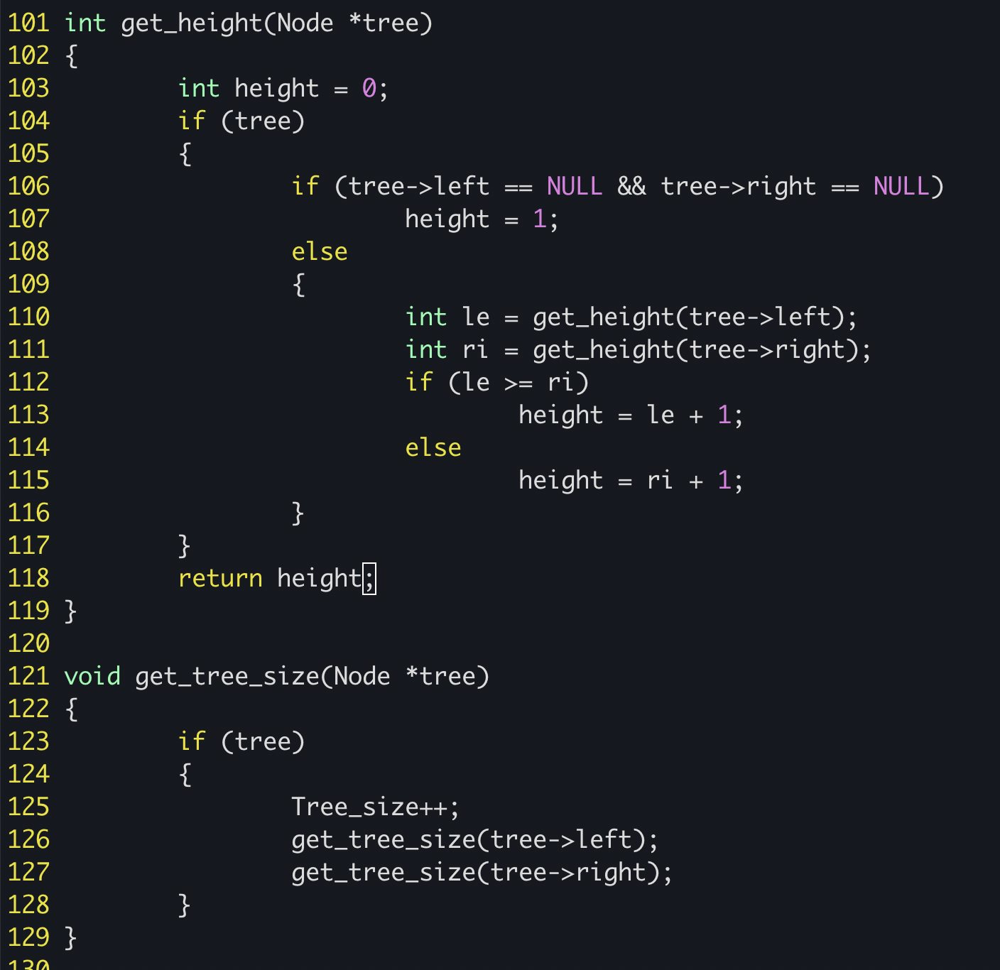 101 int get_height(Node *tree)
102 {
103         int height = 0;
104         if (tree)
105         {
106                 if (tree->left == NULL && tree->right == NULL)
107                         height = 1;
108                 else
109                 {
110                         int le = get_height(tree->left);
111                         int ri = get_height(tree->right);
112                         if (le >= ri)
113                                 height = le + 1;
114                         else
115                                 height = ri + 1;
116                 }
117         }
118         return height;
119 }
120
121 void get_tree_size(Node *tree)
122 {
123         if (tree)
124         {
125                 Tree_size++;
126                 get_tree_size(tree->left);
127                 get_tree_size(tree->right);
128         }
129 }
130